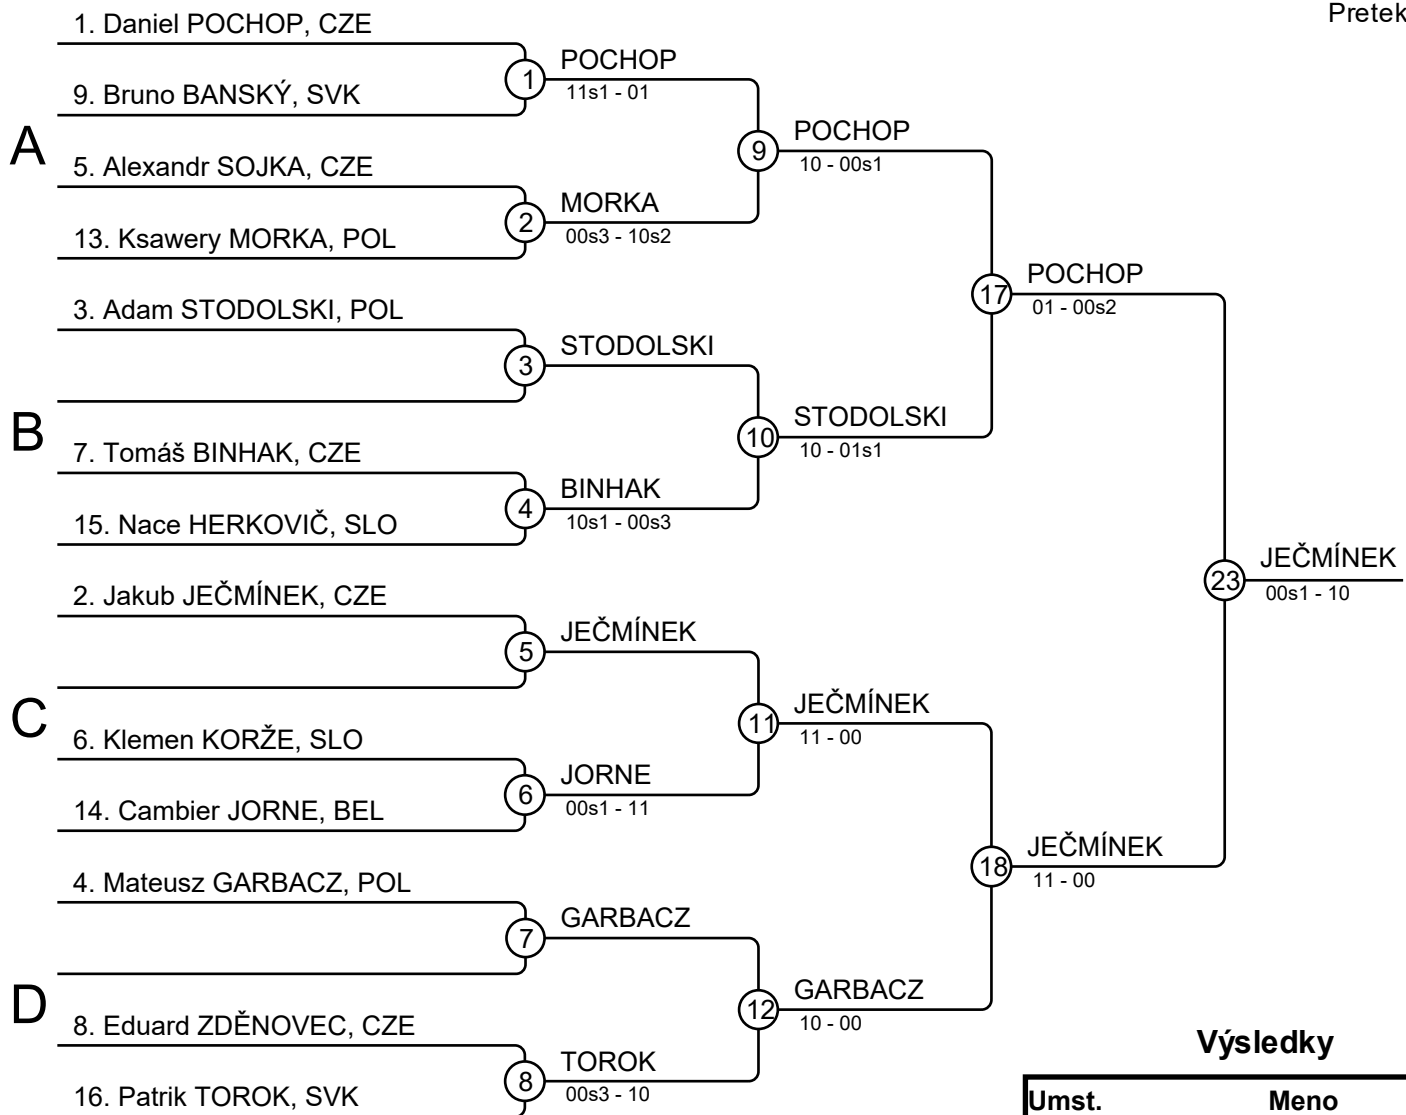 Pretek
1. Daniel POCHOP, CZE
POCHOP
1
11s1 - 01
9. Bruno BANSKÝ, SVK
A
POCHOP
9
10 - 00s1
5. Alexandr SOJKA, CZE
MORKA
2
00s3 - 10s2
13. Ksawery MORKA, POL
POCHOP
17
01 - 00s2
3. Adam STODOLSKI, POL
STODOLSKI
3
B
STODOLSKI
10
10 - 01s1
7. Tomáš BINHAK, CZE
BINHAK
4
10s1 - 00s3
15. Nace HERKOVIČ, SLO
JEČMÍNEK
23
00s1 - 10
2. Jakub JEČMÍNEK, CZE
JEČMÍNEK
5
C
JEČMÍNEK
11
11 - 00
6. Klemen KORŽE, SLO
JORNE
6
00s1 - 11
14. Cambier JORNE, BEL
JEČMÍNEK
18
11 - 00
4. Mateusz GARBACZ, POL
GARBACZ
7
D
GARBACZ
12
10 - 00
8. Eduard ZDĚNOVEC, CZE
TOROK
8
00s3 - 10
16. Patrik TOROK, SVK
Výsledky
Umst. Meno